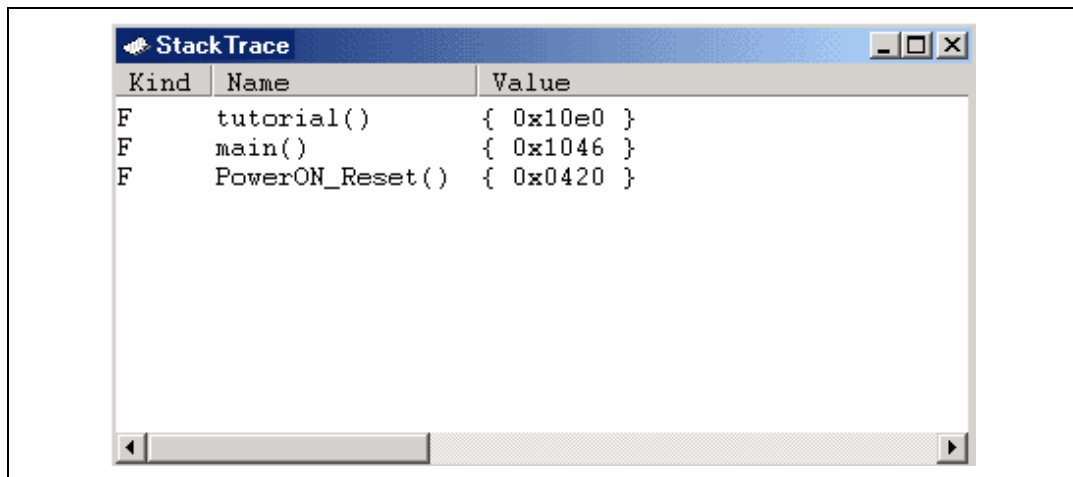 StackTrace
Kind Name Value
F tutorial() { 0x10e0 }
F main() { 0x1046 }
F PowerON_Reset() { 0x0420 }